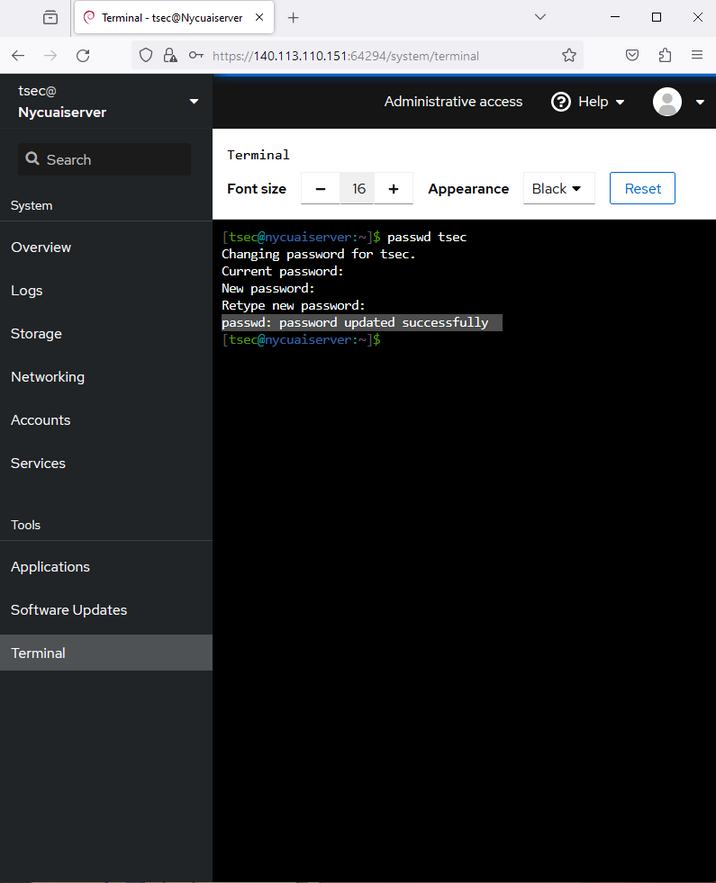 Terminal - tsec@Nycuaiserver
https://140.113.110.151:64294/system/terminal
tsec@
Nycuaiserver
Administrative access
Help
Search
System
Overview
Logs
Storage
Networking
Accounts
Services
Tools
Applications
Software Updates
Terminal
Terminal
Font size − 16 + Appearance Black Reset
[tsec@nycuaiserver:~]$ passwd tsec
Changing password for tsec.
Current password:
New password:
Retype new password:
passwd: password updated successfully
[tsec@nycuaiserver:~]$